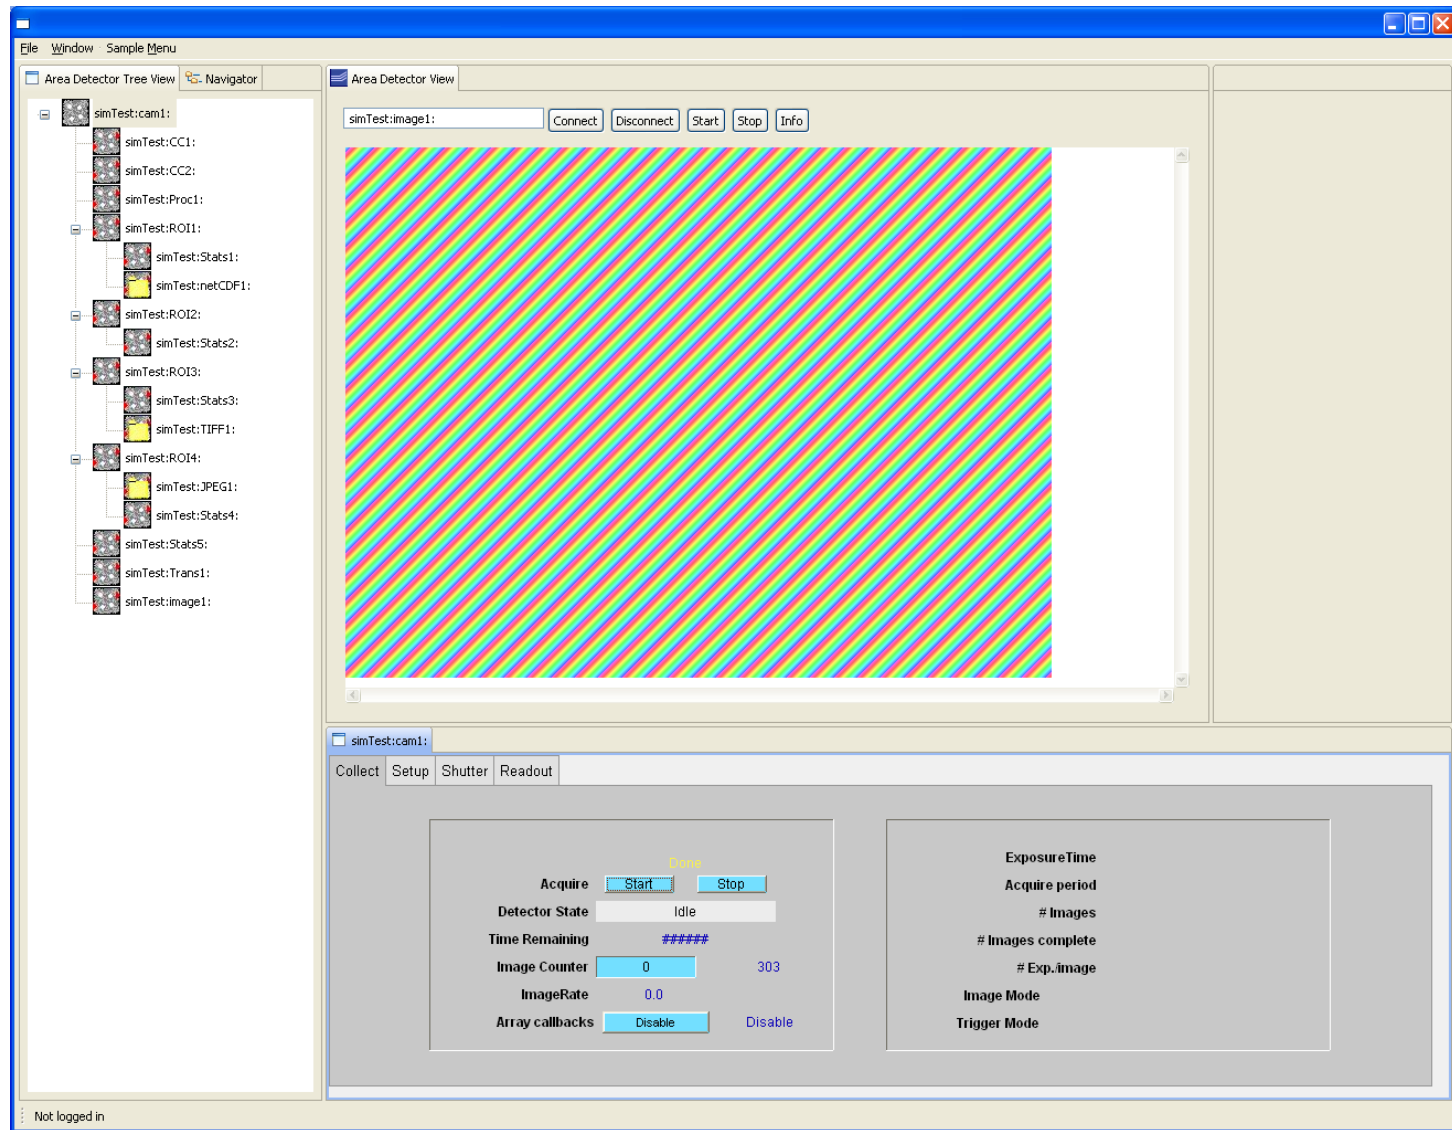 File Window Sample Menu
Area Detector Tree View Navigator
simTest:cam1:
simTest:CC1:
simTest:CC2:
simTest:Proc1:
simTest:ROI1:
simTest:Stats1:
simTest:netCDF1:
simTest:ROI2:
simTest:Stats2:
simTest:ROI3:
simTest:Stats3:
simTest:TIFF1:
simTest:ROI4:
simTest:JPEG1:
simTest:Stats4:
simTest:Stats5:
simTest:Trans1:
simTest:image1:
Area Detector View
simTest:image1: Connect Disconnect Start Stop Info
simTest:cam1:
Collect Setup Shutter Readout
Done
Acquire Start Stop
Detector State Idle
Time Remaining ######
Image Counter 0 303
ImageRate 0.0
Array callbacks Disable Disable
ExposureTime
Acquire period
# Images
# Images complete
# Exp./image
Image Mode
Trigger Mode
Not logged in